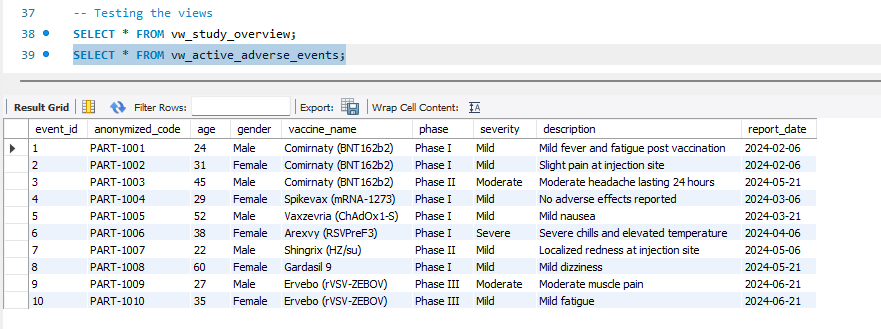 37 -- Testing the views
38 SELECT * FROM vw_study_overview;
39 SELECT * FROM vw_active_adverse_events;
Result Grid Filter Rows: Export: Wrap Cell Content: IA
event_id anonymized_code age gender vaccine_name phase severity description report_date
1 PART-1001 24 Male Comirnaty (BNT162b2) Phase I Mild Mild fever and fatigue post vaccination 2024-02-06
2 PART-1002 31 Female Comirnaty (BNT162b2) Phase I Mild Slight pain at injection site 2024-02-06
3 PART-1003 45 Male Comirnaty (BNT162b2) Phase II Moderate Moderate headache lasting 24 hours 2024-05-21
4 PART-1004 29 Female Spikevax (mRNA-1273) Phase I Mild No adverse effects reported 2024-03-06
5 PART-1005 52 Male Vaxzevria (ChAdOx1-S) Phase I Mild Mild nausea 2024-03-21
6 PART-1006 38 Female Arexvy (RSVPreF3) Phase I Severe Severe chills and elevated temperature 2024-04-06
7 PART-1007 22 Male Shingrix (HZ/su) Phase II Mild Localized redness at injection site 2024-05-06
8 PART-1008 60 Female Gardasil 9 Phase I Mild Mild dizziness 2024-05-21
9 PART-1009 27 Male Ervebo (rVSV-ZEBOV) Phase III Moderate Moderate muscle pain 2024-06-21
10 PART-1010 35 Female Ervebo (rVSV-ZEBOV) Phase III Mild Mild fatigue 2024-06-21